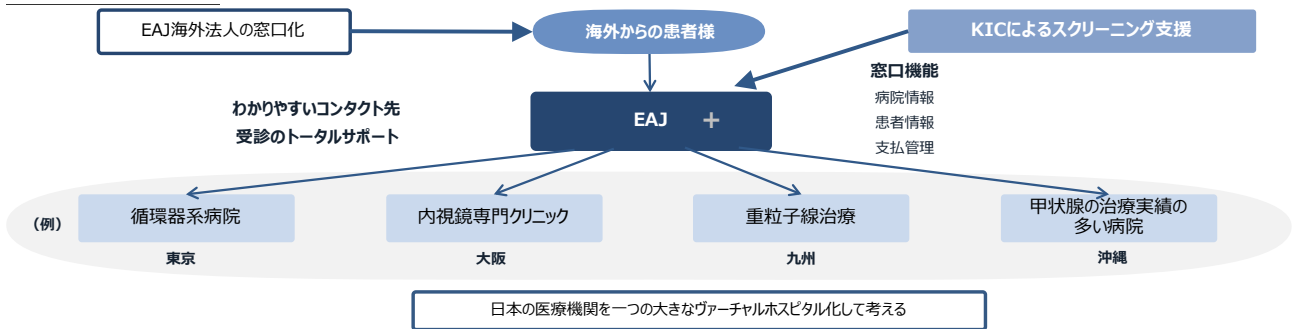 EAJ海外法人の窓口化
海外からの患者様
KICによるスクリーニング支援
窓口機能
病院情報
患者情報
支払管理
わかりやすいコンタクト先
受診のトータルサポート
EAJ +
(例)
循環器系病院
東京
内視鏡専門クリニック
大阪
重粒子線治療
九州
甲状腺の治療実績の
多い病院
沖縄
日本の医療機関を一つの大きなヴァーチャルホスピタル化して考える